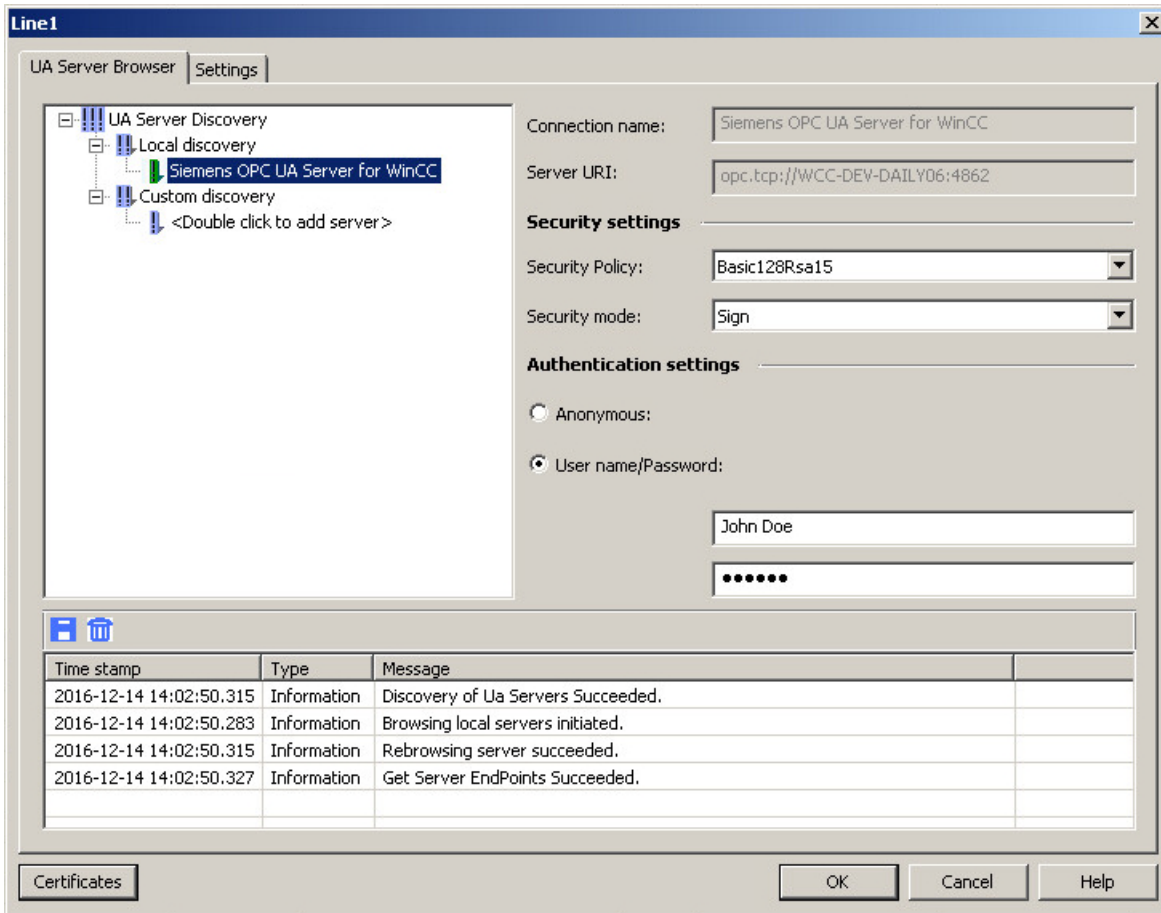 Line1
UA Server Browser
Settings
UA Server Discovery
Local discovery
Siemens OPC UA Server for WinCC
Custom discovery
<Double click to add server>
Connection name:
Siemens OPC UA Server for WinCC
Server URI:
opc.tcp://WCC-DEV-DAILY06:4862
Security settings
Security Policy:
Basic128Rsa15
Security mode:
Sign
Authentication settings
Anonymous:
User name/Password:
John Doe
••••••
Time stamp Type Message
2016-12-14 14:02:50.315 Information Discovery of Ua Servers Succeeded.
2016-12-14 14:02:50.283 Information Browsing local servers initiated.
2016-12-14 14:02:50.315 Information Rebrowsing server succeeded.
2016-12-14 14:02:50.327 Information Get Server EndPoints Succeeded.
Certificates
OK
Cancel
Help